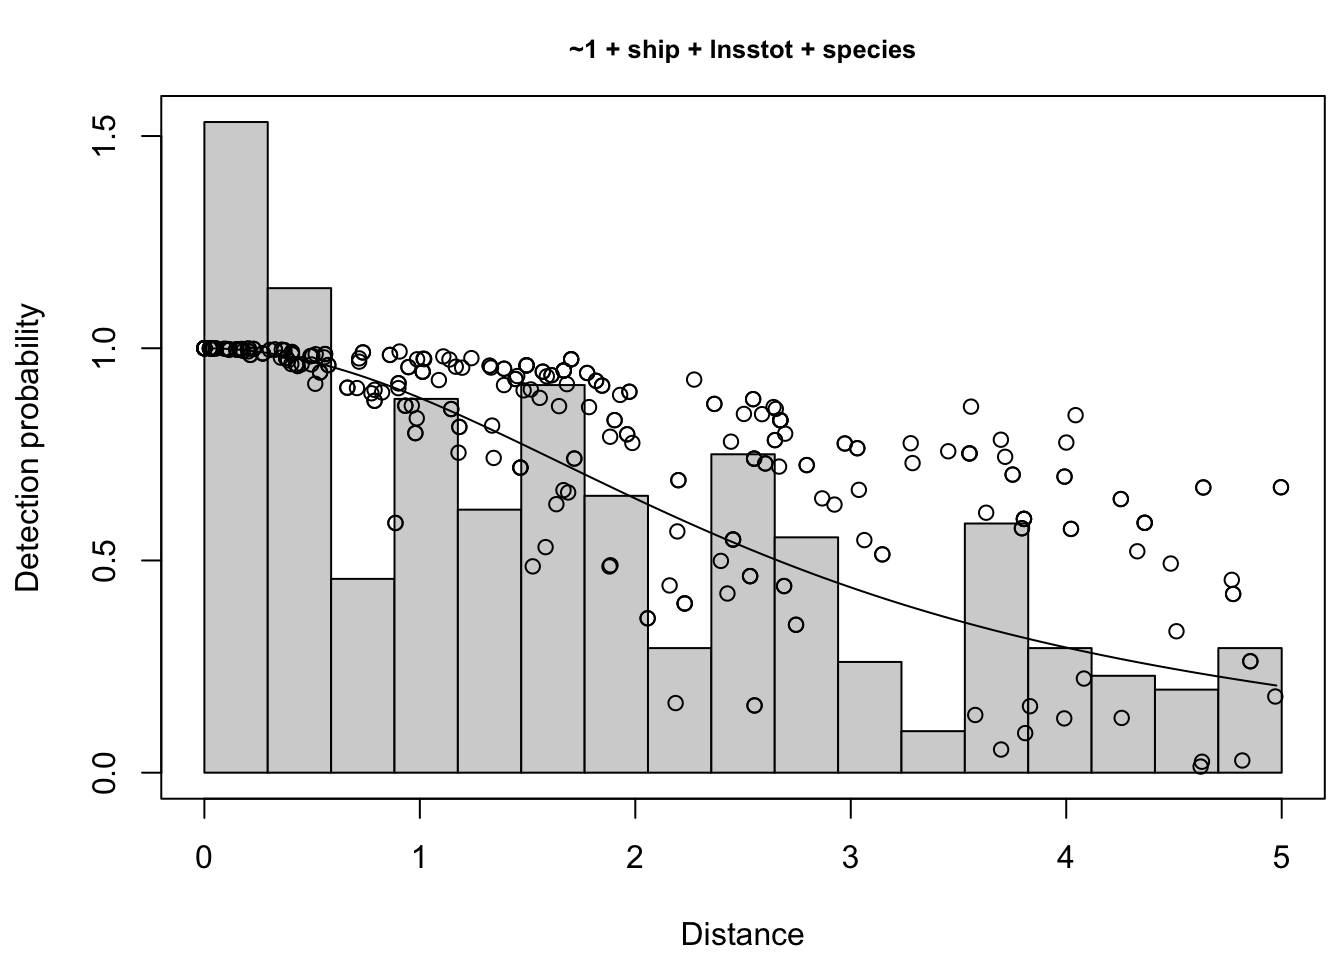 ~1 + ship + lnsstot + species
Detection probability
1.5
1.0
0.5
0.0
0 1 2 3 4 5
Distance